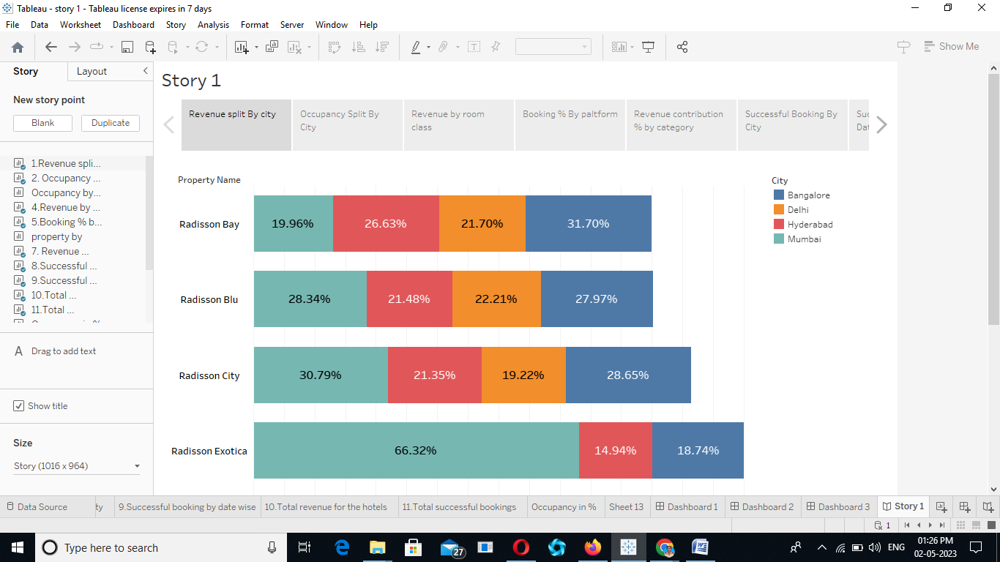 Tableau - story 1 - Tableau license expires in 7 days
File Data Worksheet Dashboard Story Analysis Format Server Window Help
Show Me
Story Layout
New story point
Blank Duplicate
1.Revenue spli...
2. Occupancy ...
Occupancy by...
4.Revenue by ...
5.Booking % b...
property by
7. Revenue ...
8.Successful ...
9.Successful ...
10.Total ...
11.Total ...
A Drag to add text
Show title
Size
Story (1016 x 964)
Story 1
Revenue split By city
Occupancy Split By
City
Revenue by room
class
Booking % By paltform
Revenue contribution
% by category
Successful Booking By
City
Suc
Dat
Property Name
Radisson Bay 19.96% 26.63% 21.70% 31.70%
Radisson Blu 28.34% 21.48% 22.21% 27.97%
Radisson City 30.79% 21.35% 19.22% 28.65%
Radisson Exotica 66.32% 14.94% 18.74%
City
Bangalore
Delhi
Hyderabad
Mumbai
Data Source ty 9.Successful booking by date wise 10.Total revenue for the hotels 11.Total successful bookings Occupancy in % Sheet 13 Dashboard 1 Dashboard 2 Dashboard 3 Story 1
1
Type here to search
27
ENG
01:26 PM
02-05-2023